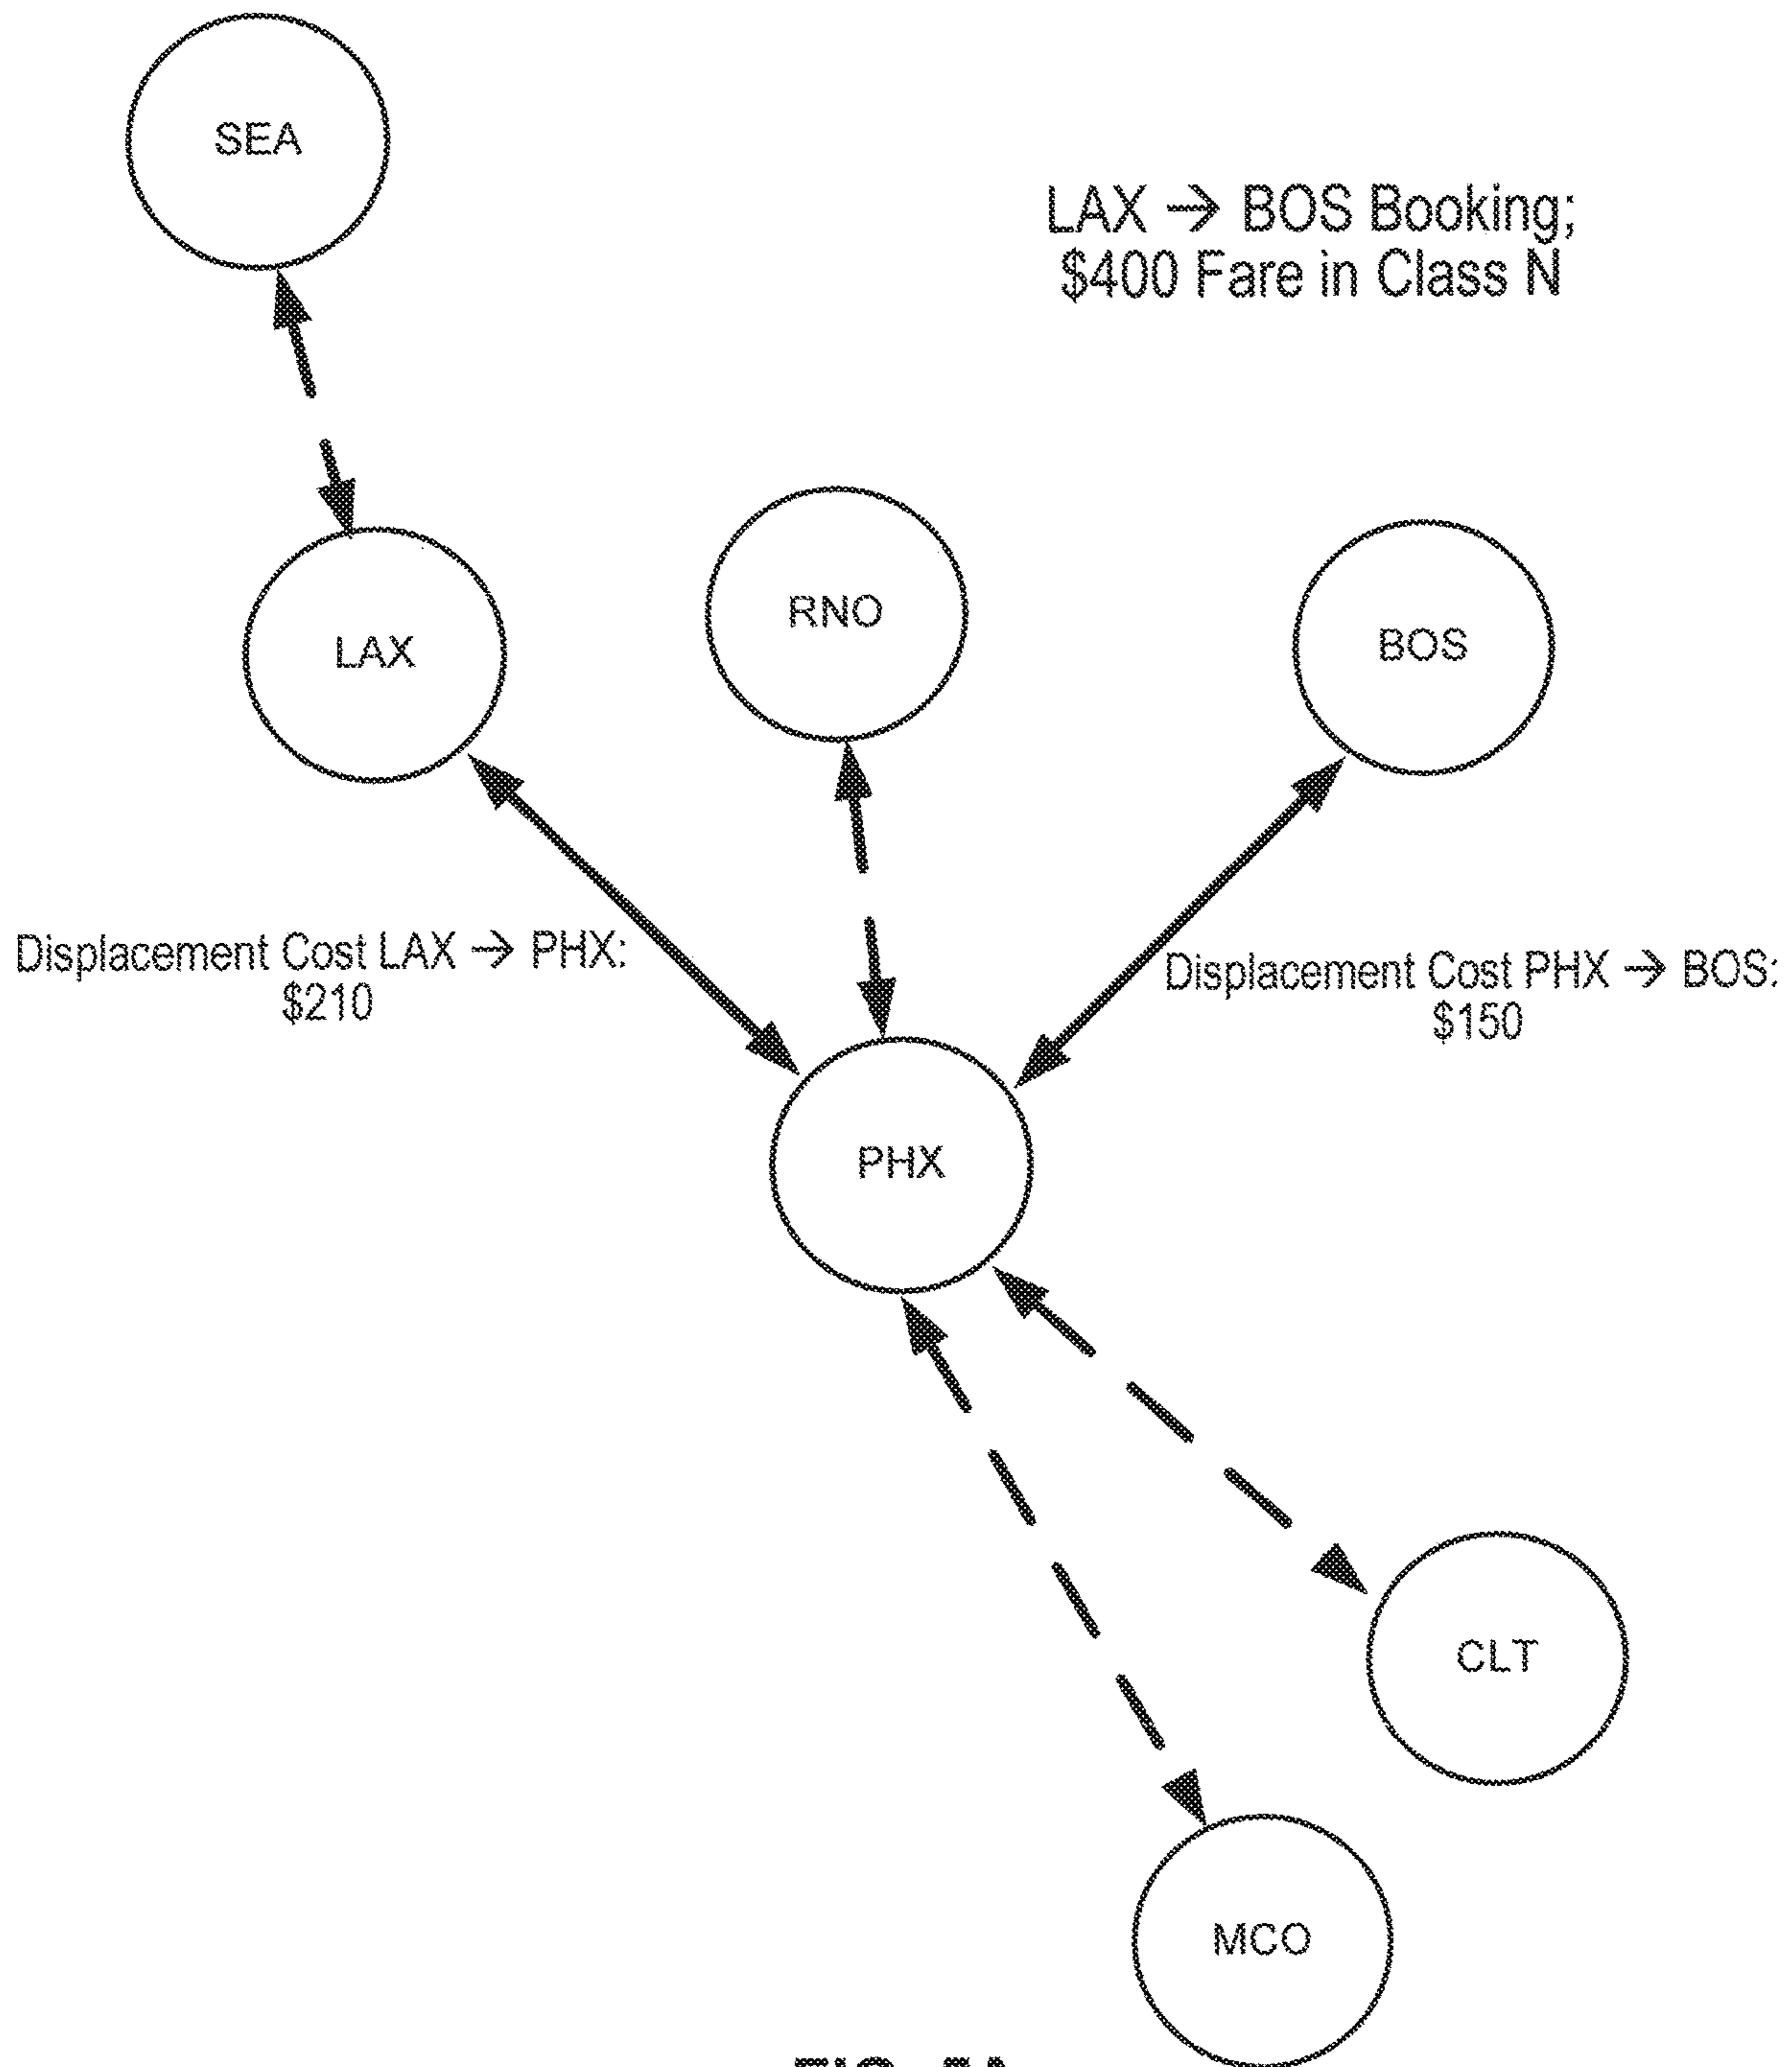 SEA
LAX → BOS Booking;
$400 Fare in Class N
LAX
RNO
BOS
Displacement Cost LAX → PHX:
$210
Displacement Cost PHX → BOS:
$150
PHX
CLT
MCO